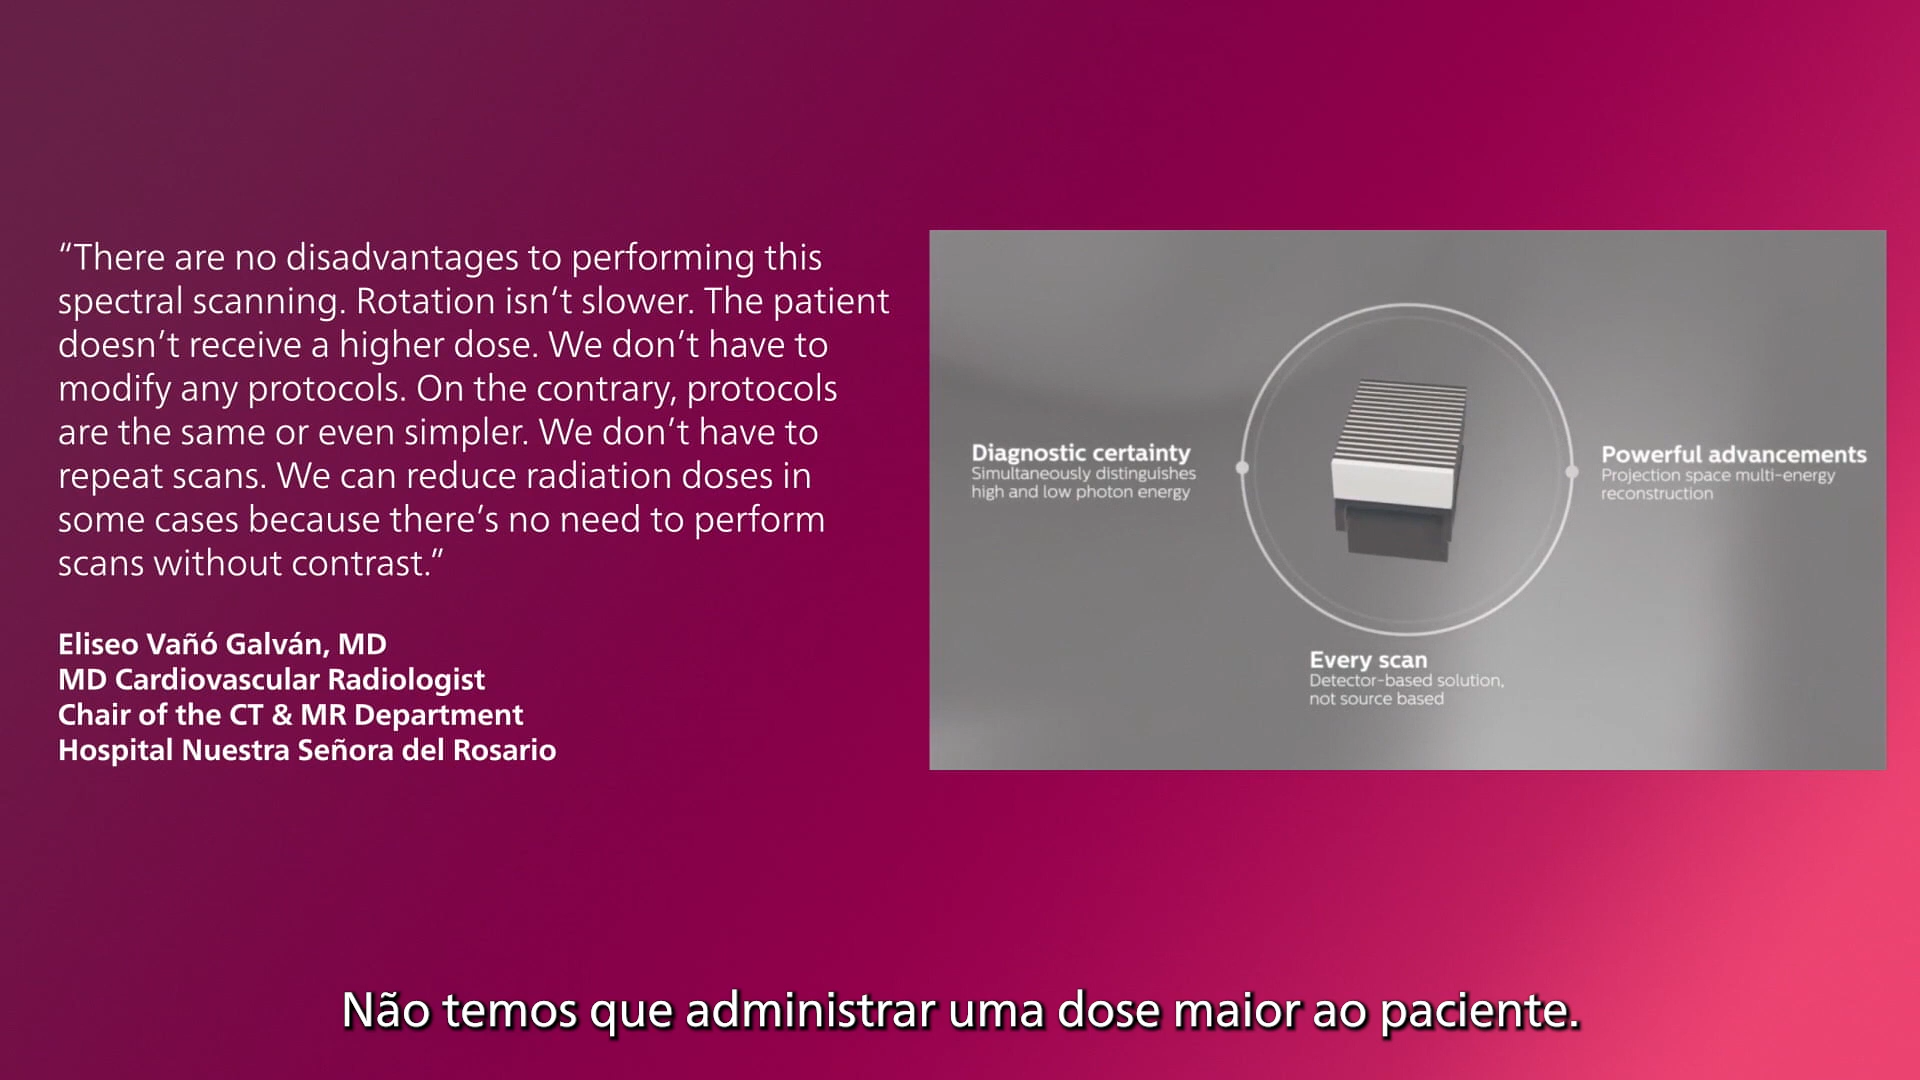 “There are no disadvantages to performing this
spectral scanning. Rotation isn’t slower. The patient
doesn’t receive a higher dose. We don’t have to
modify any protocols. On the contrary, protocols
are the same or even simpler. We don’t have to
repeat scans. We can reduce radiation doses in
some cases because there’s no need to perform
scans without contrast.”
Eliseo Vañó Galván, MD
MD Cardiovascular Radiologist
Chair of the CT & MR Department
Hospital Nuestra Señora del Rosario
Diagnostic certainty
Simultaneously distinguishes
high and low photon energy
Powerful advancements
Projection space multi-energy
reconstruction
Every scan
Detector-based solution,
not source based
Não temos que administrar uma dose maior ao paciente.